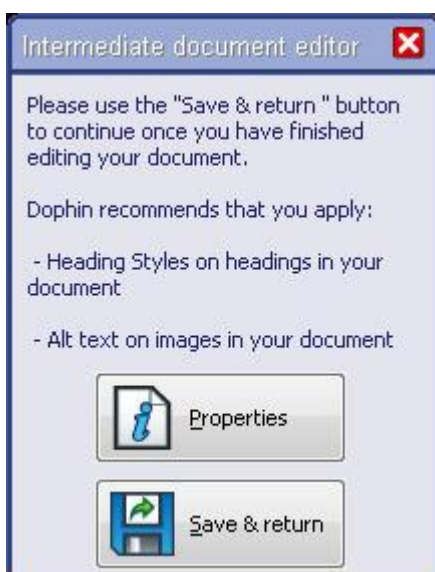 Intermediate document editor
Please use the "Save & return " button
to continue once you have finished
editing your document.
Dophin recommends that you apply:
- Heading Styles on headings in your
document
- Alt text on images in your document
Properties
Save & return